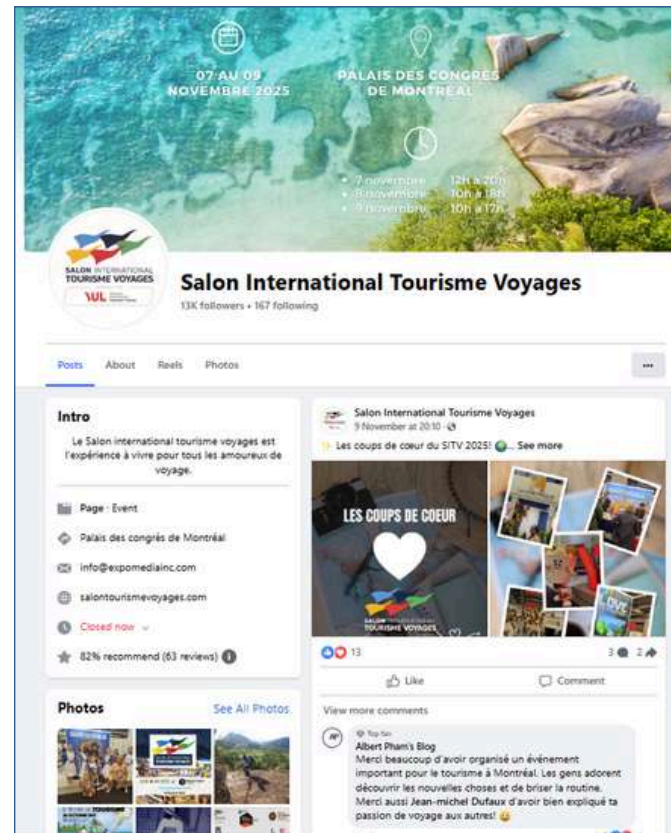 07 AU 09
NOVEMBRE 2025
PALAIS DES CONGRÈS
DE MONTRÉAL
• 7 novembre 12H à 20h
• 8 novembre 10h à 18h
• 9 novembre 10h à 17h
SALON INTERNATIONAL
TOURISME VOYAGES
Salon International Tourisme Voyages
13K followers • 167 following
Posts
About
Reels
Photos
Intro
Le Salon international tourisme voyages est
l'expérience à vivre pour tous les amoureux de
voyage.
Page · Event
Palais des congrès de Montréal
info@expomediainc.com
salontourismevoyages.com
Closed now
82% recommend (63 reviews)
Photos
See All Photos
Salon International Tourisme Voyages
9 November at 20:10
Les coups de cœur du SITV 2025! ... See more
LES COUPS DE COEUR
SALON INTERNATIONAL
TOURISME VOYAGES
13
3
2
Like
Comment
View more comments
Top fan
Albert Pham's Blog
Merci beaucoup d'avoir organisé un événement
important pour le tourisme à Montréal. Les gens adorent
découvrir les nouvelles choses et de briser la routine.
Merci aussi Jean-michel Dufaux d'avoir bien expliqué ta
passion de voyage aux autres!